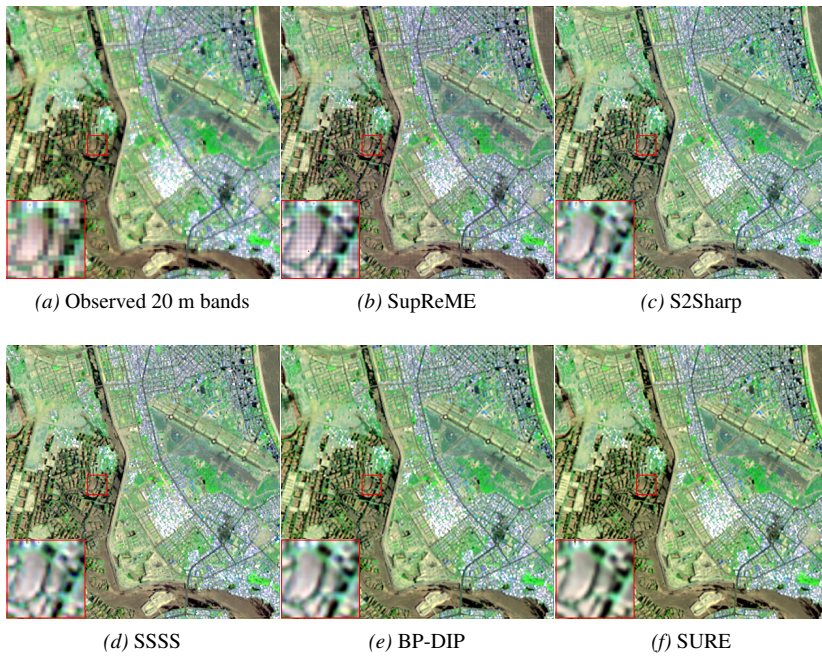 (a) Observed 20 m bands
(b) SupReME
(c) S2Sharp
(d) SSSS
(e) BP-DIP
(f) SURE